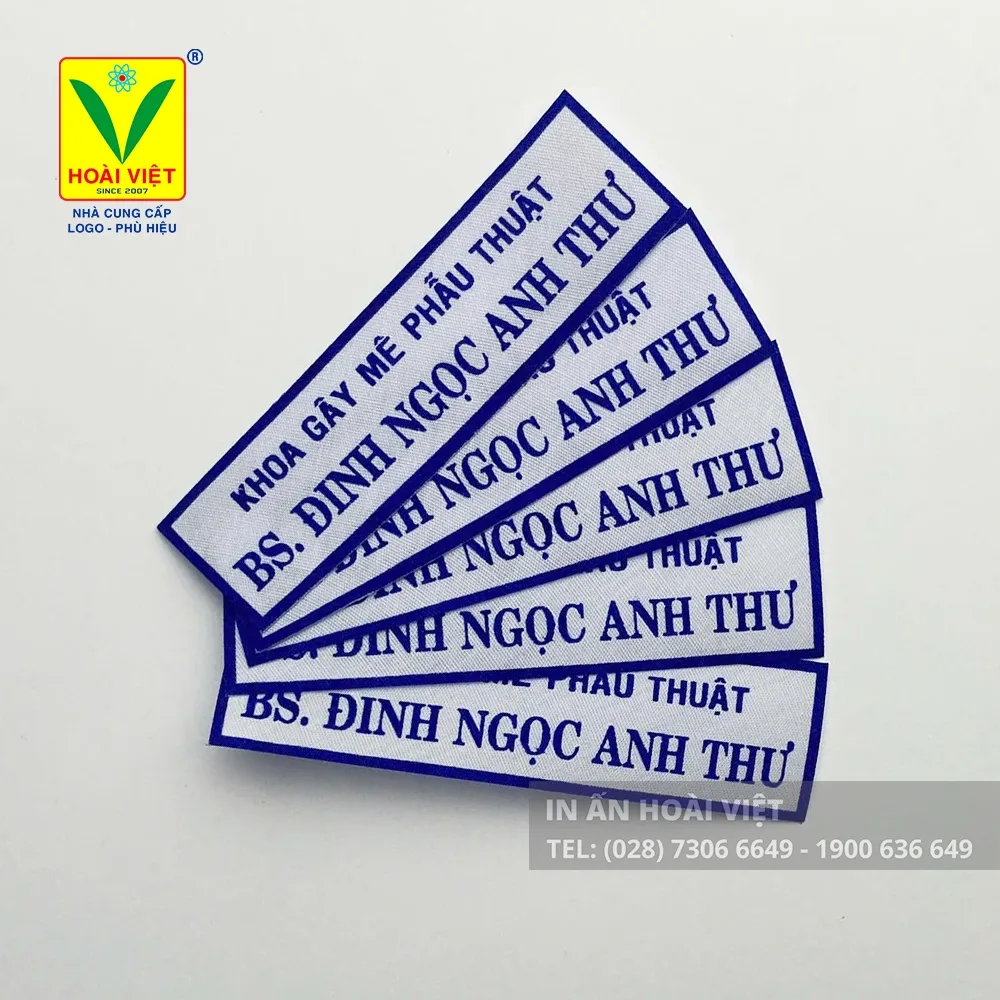 ®
HOÀI VIỆT
SINCE 2007
NHÀ CUNG CẤP
LOGO - PHÙ HIỆU
KHOA GÂY MÊ PHẪU THUẬT
BS. ĐINH NGỌC ANH THƯ
THUẬT
ĐINH NGỌC ANH THƯ
THUẬT
ĐINH NGỌC ANH THƯ
THUẬT
BS. ĐINH NGỌC ANH THƯ
MÊ PHẪU THUẬT
BS. ĐINH NGỌC ANH THƯ
IN ẤN HOÀI VIỆT
TEL: (028) 7306 6649 - 1900 636 649